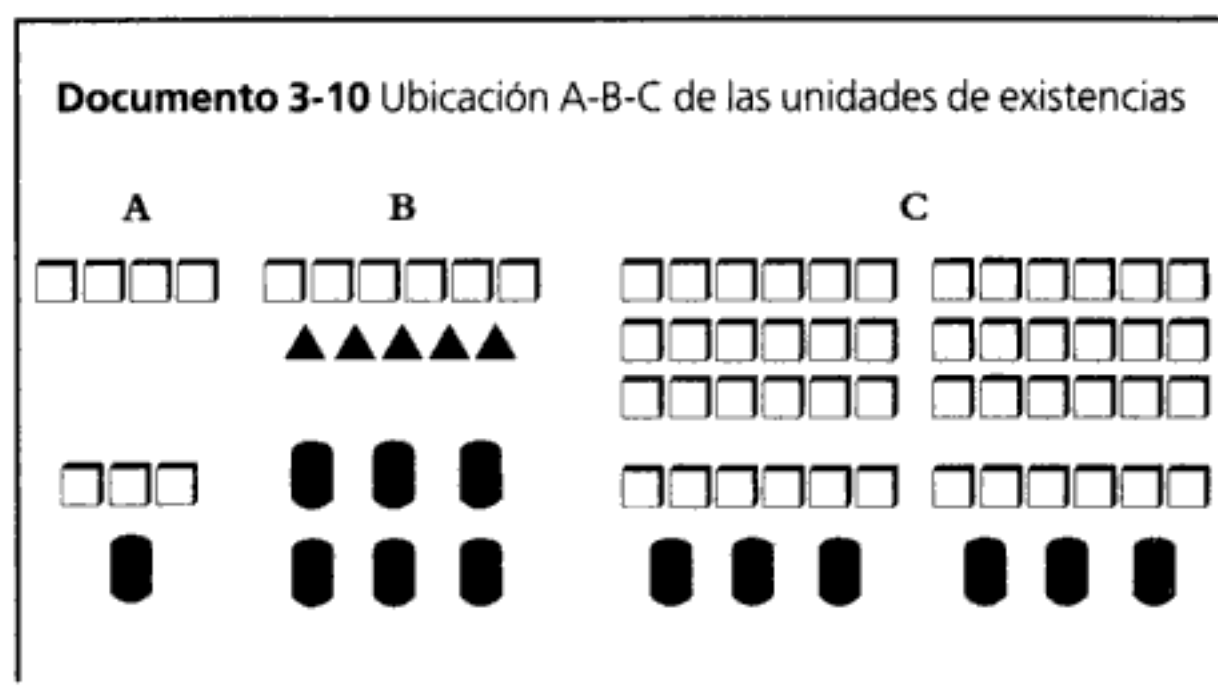 Documento 3-10 Ubicación A-B-C de las unidades de existencias
A B C